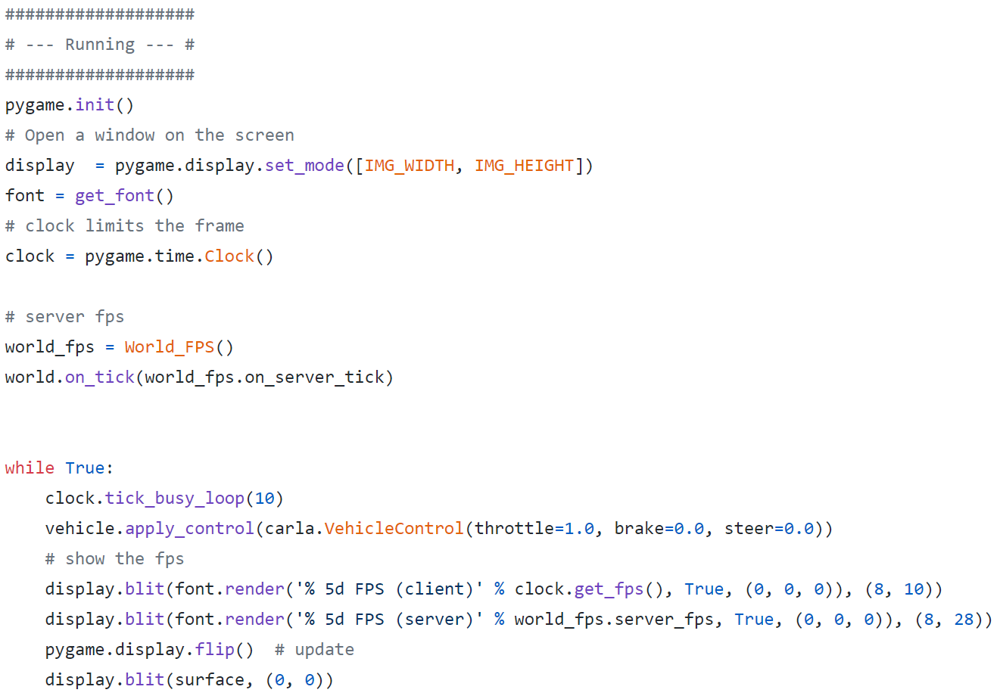 ###################
# --- Running --- #
###################
pygame.init()
# Open a window on the screen
display  = pygame.display.set_mode([IMG_WIDTH, IMG_HEIGHT])
font = get_font()
# clock limits the frame
clock = pygame.time.Clock()

# server fps
world_fps = World_FPS()
world.on_tick(world_fps.on_server_tick)


while True:
    clock.tick_busy_loop(10)
    vehicle.apply_control(carla.VehicleControl(throttle=1.0, brake=0.0, steer=0.0))
    # show the fps
    display.blit(font.render('% 5d FPS (client)' % clock.get_fps(), True, (0, 0, 0)), (8, 10))
    display.blit(font.render('% 5d FPS (server)' % world_fps.server_fps, True, (0, 0, 0)), (8, 28))
    pygame.display.flip()  # update
    display.blit(surface, (0, 0))